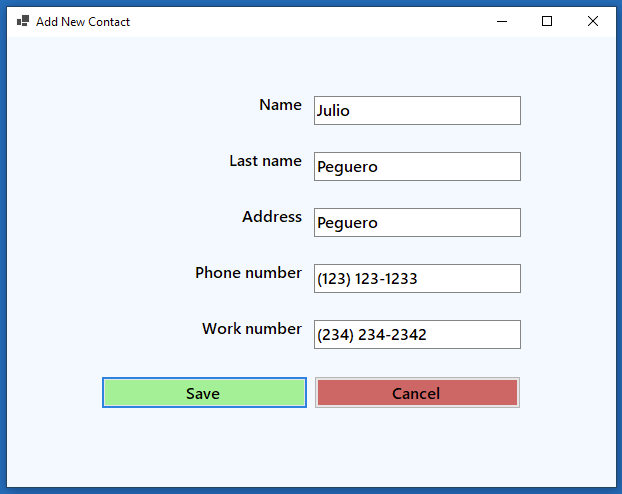 Add New Contact
Name Julio
Last name Peguero
Address Peguero
Phone number (123) 123-1233
Work number (234) 234-2342
Save Cancel